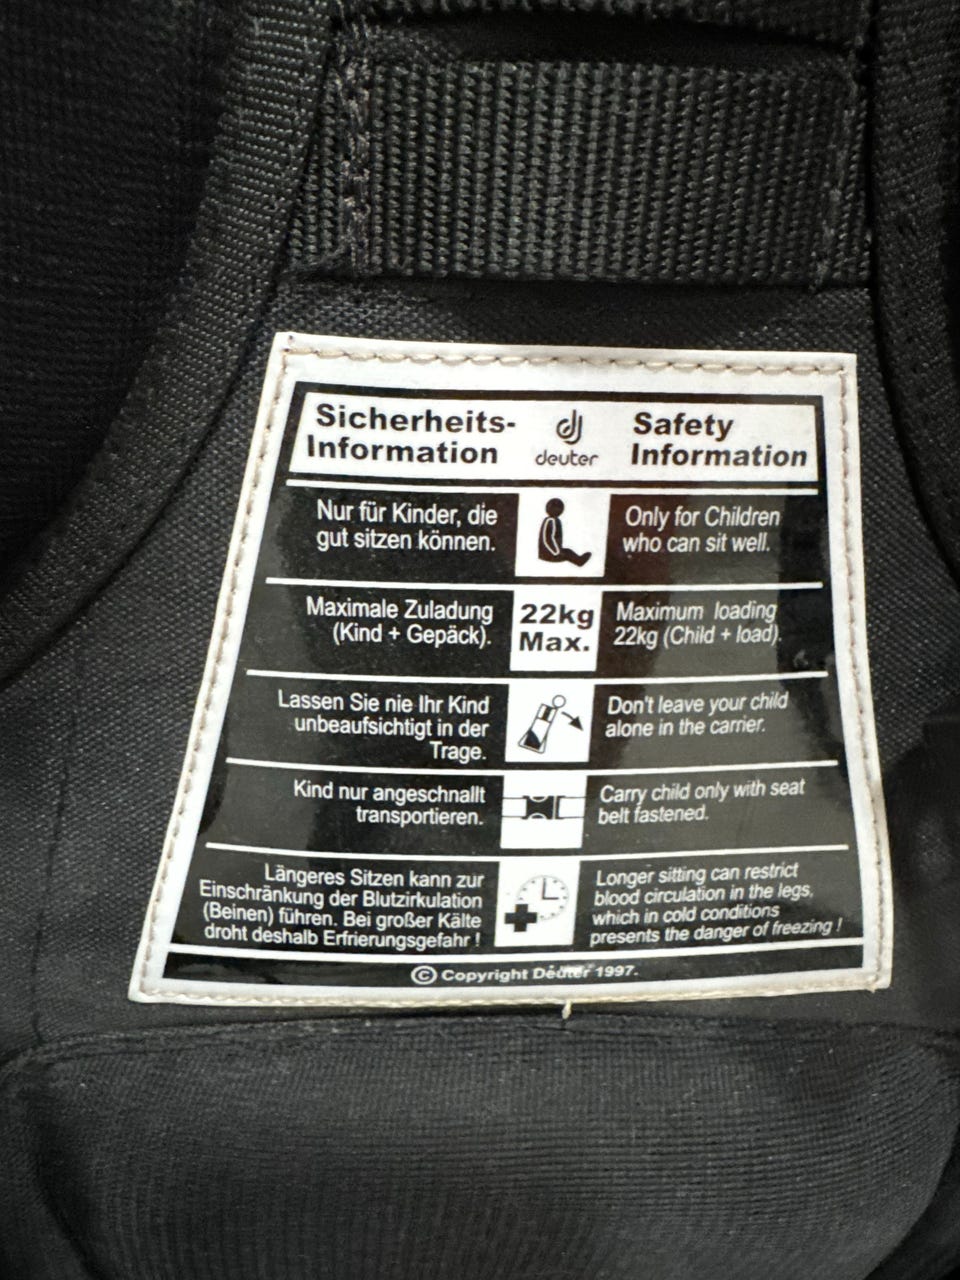 Sicherheits-
Information
deuter
Safety
Information
Nur für Kinder, die
gut sitzen können.
Only for Children
who can sit well.
Maximale Zuladung
(Kind + Gepäck).
22kg
Max.
Maximum loading
22kg (Child + load).
Lassen Sie nie Ihr Kind
unbeaufsichtigt in der
Trage.
Don't leave your child
alone in the carrier.
Kind nur angeschnallt
transportieren.
Carry child only with seat
belt fastened.
Längeres Sitzen kann zur
Einschränkung der Blutzirkulation
(Beinen) führen. Bei großer Kälte
droht deshalb Erfrierungsgefahr !
Longer sitting can restrict
blood circulation in the legs,
which in cold conditions
presents the danger of freezing !
© Copyright Deuter 1997.